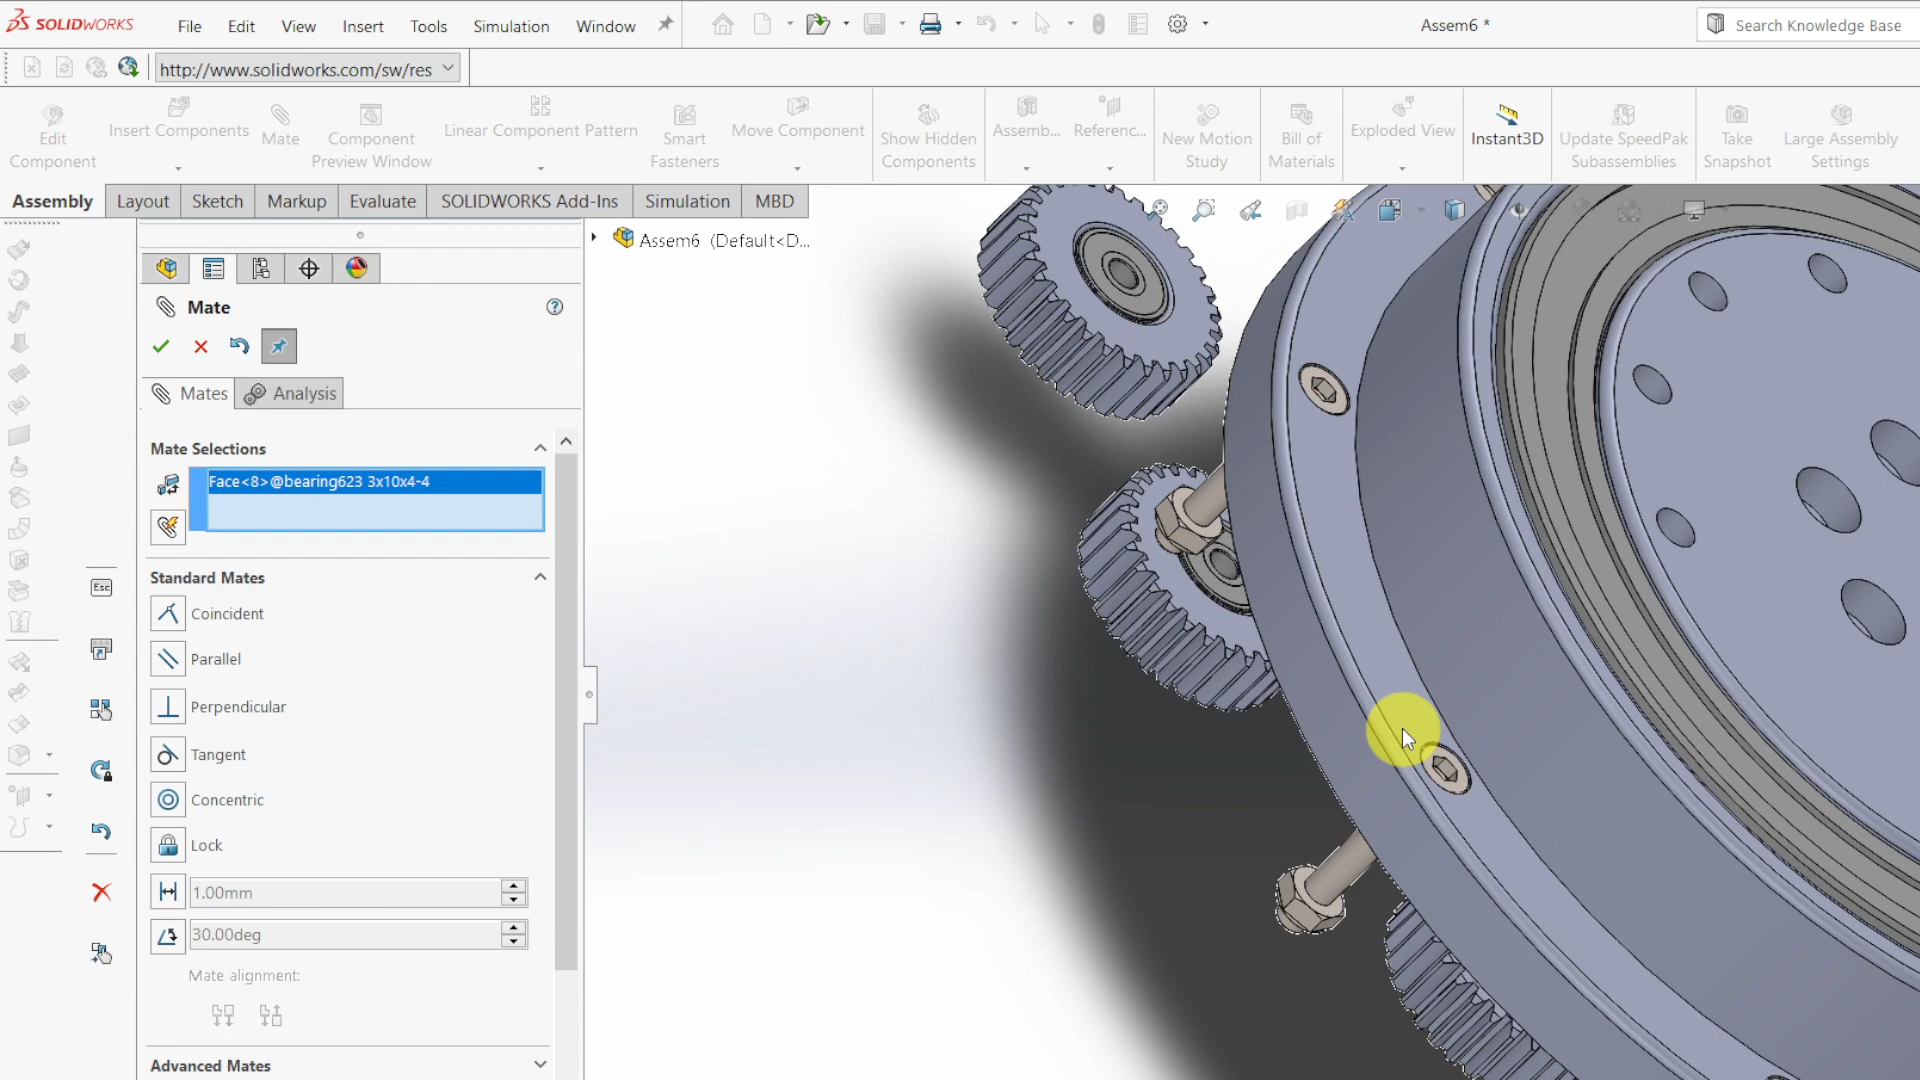 SOLIDWORKS File Edit View Insert Tools Simulation Window Assem6 * Search Knowledge Base
http://www.solidworks.com/sw/res
Edit Component
Insert Components
Mate
Component Preview Window
Linear Component Pattern
Smart Fasteners
Move Component
Show Hidden Components
Assemb...
Referenc...
New Motion Study
Bill of Materials
Exploded View
Instant3D
Update SpeedPak Subassemblies
Take Snapshot
Large Assembly Settings
Assembly Layout Sketch Markup Evaluate SOLIDWORKS Add-Ins Simulation MBD
Assem6 (Default<D...
Mate
Mates Analysis
Mate Selections
Face<8>@bearing623 3x10x4-4
Standard Mates
Esc
Coincident
Parallel
Perpendicular
Tangent
Concentric
Lock
1.00mm
30.00deg
Mate alignment:
Advanced Mates